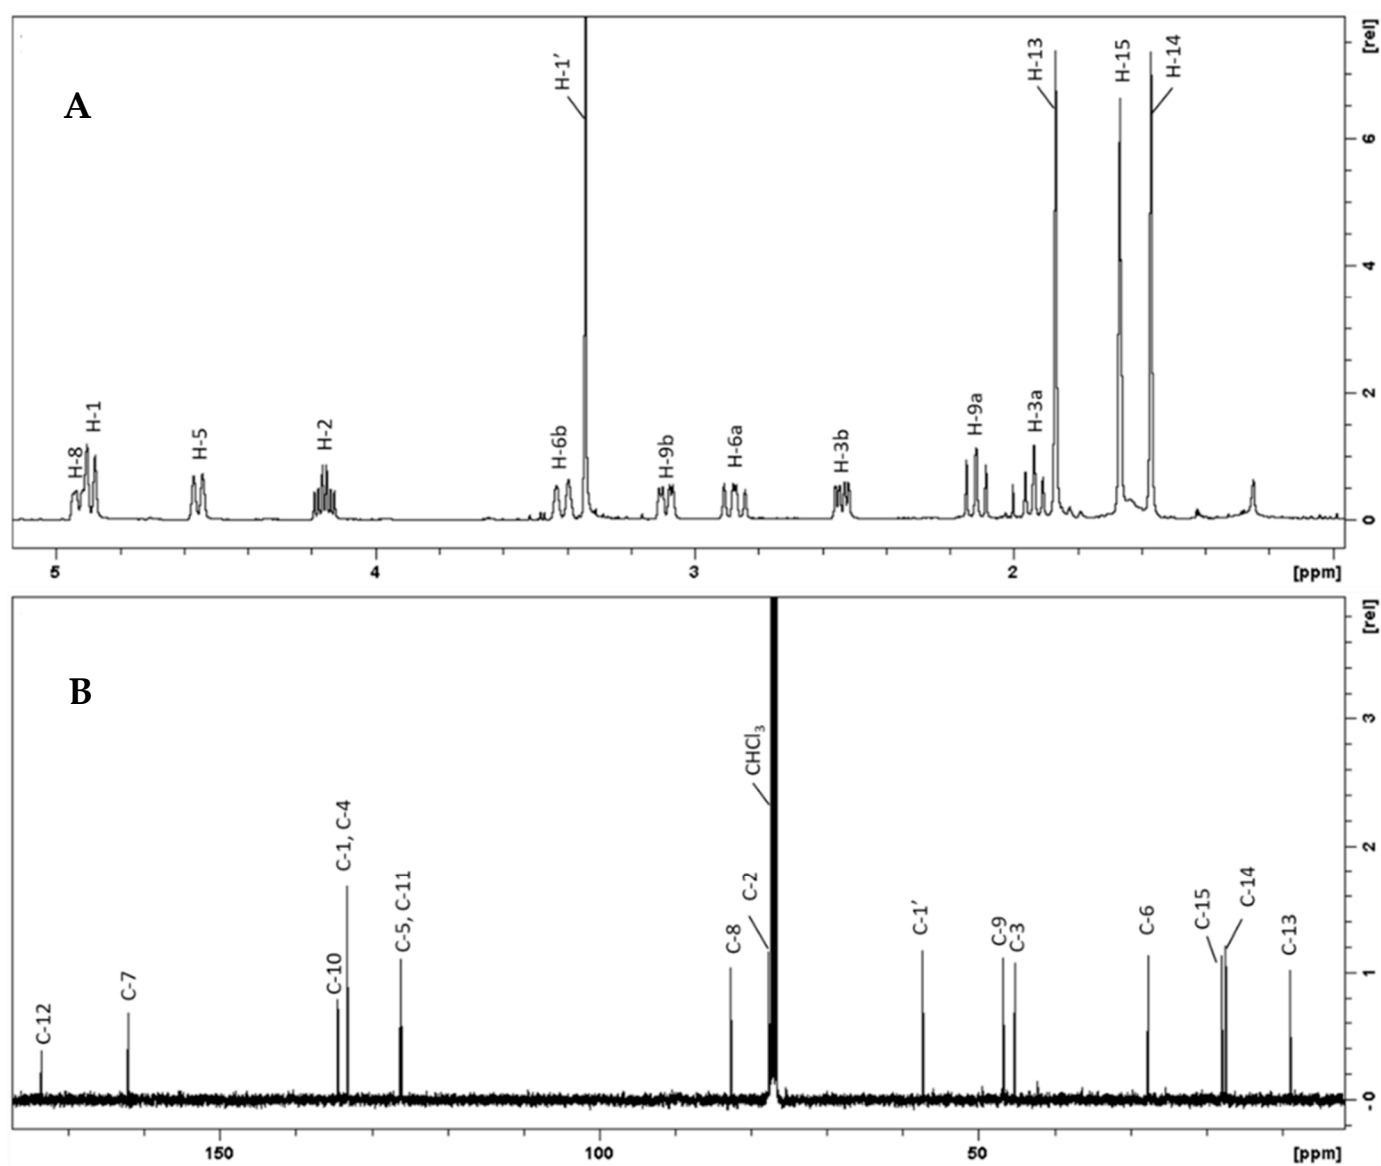 A
H-8
H-1
H-5
H-2
H-6b
H-1′
H-9b
H-6a
H-3b
H-9a
H-3a
H-13
H-15
H-14
[rel]
6
4
2
0
5
4
3
2
[ppm]
B
C-12
C-7
C-10
C-1, C-4
C-5, C-11
C-8
C-2
CHCl₃
C-1′
C-9
C-3
C-6
C-15
C-14
C-13
[rel]
3
2
1
-0
150
100
50
[ppm]